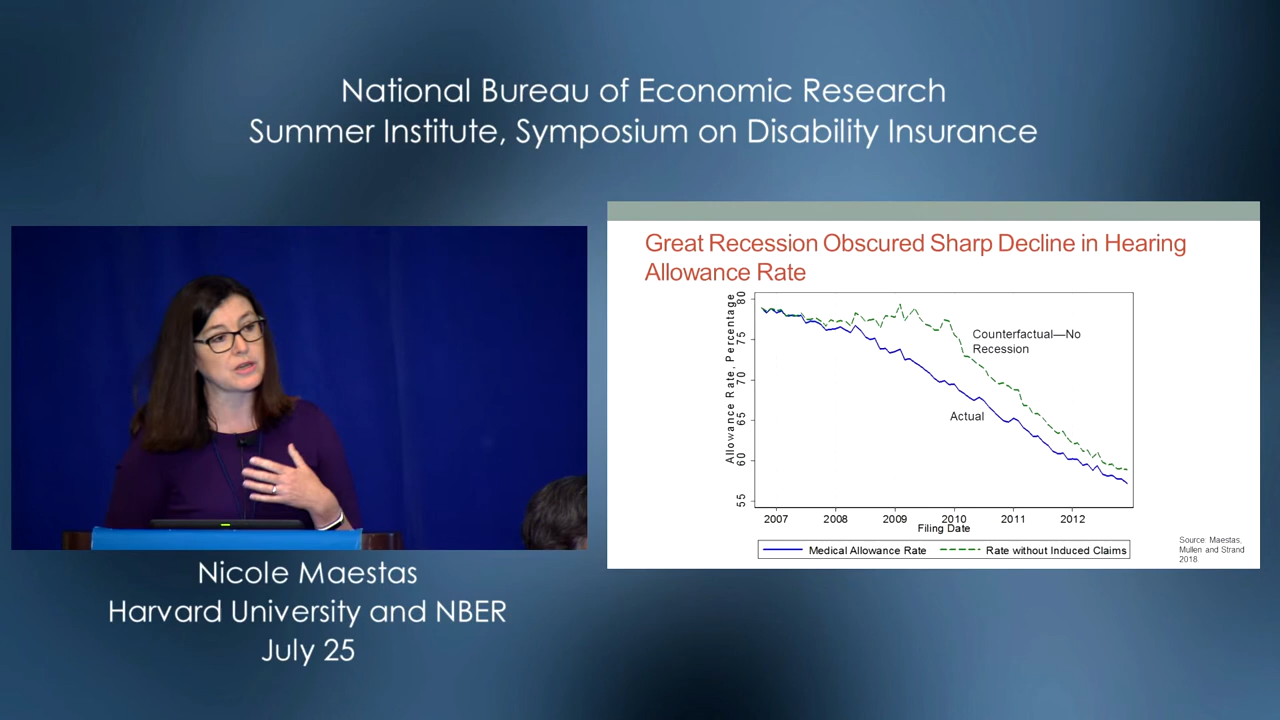 National Bureau of Economic Research
Summer Institute, Symposium on Disability Insurance
Great Recession Obscured Sharp Decline in Hearing
Allowance Rate
Allowance Rate, Percentage
80
75
70
65
60
55
Counterfactual—No
Recession
Actual
2007 2008 2009 2010 2011 2012
Filing Date
Medical Allowance Rate Rate without Induced Claims
Source: Maestas,
Mullen and Strand
2018.
Nicole Maestas
Harvard University and NBER
July 25